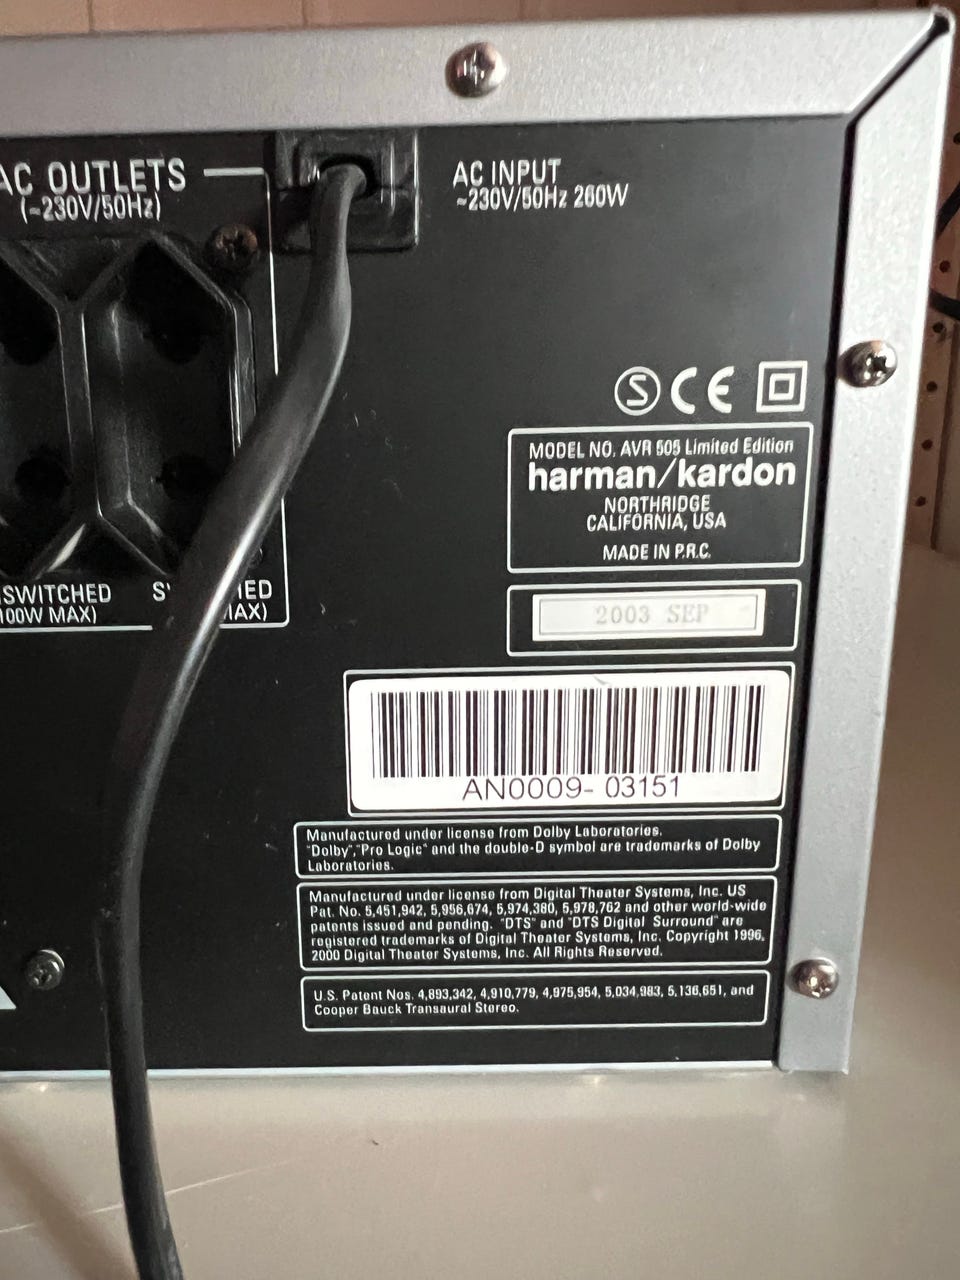 AC OUTLETS
(~230V/50Hz)
AC INPUT
~230V/50Hz 260W
SWITCHED
100W MAX)
MODEL NO. AVR 505 Limited Edition
harman/kardon
NORTHRIDGE
CALIFORNIA, USA
MADE IN P.R.C.
2003 SEP
AN0009- 03151
Manufactured under license from Dolby Laboratories.
"Dolby","Pro Logic" and the double-D symbol are trademarks of Dolby
Laboratories.
Manufactured under license from Digital Theater Systems, Inc. US
Pat. No. 5,451,942, 5,956,674, 5,974,380, 5,978,762 and other world-wide
patents issued and pending. "DTS" and "DTS Digital Surround" are
registered trademarks of Digital Theater Systems, Inc. Copyright 1996,
2000 Digital Theater Systems, Inc. All Rights Reserved.
U.S. Patent Nos. 4,893,342, 4,910,779, 4,975,954, 5,034,983, 5,136,651, and
Cooper Bauck Transaural Stereo.